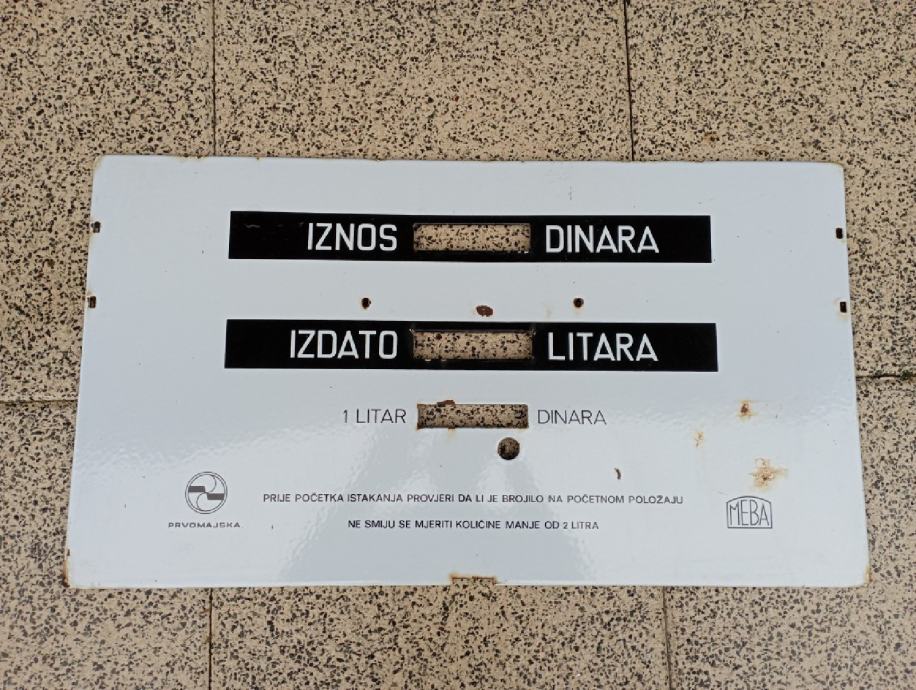 IZNOS DINARA
IZDATO LITARA
1 LITAR DINARA
PRIJE POČETKA ISTAKANJA PROVJERI DA LI JE BROJILO NA POČETNOM POLOŽAJU
NE SMIJU SE MJERITI KOLIČINE MANJE OD 2 LITRA
PRVOMAJSKA
MEBA